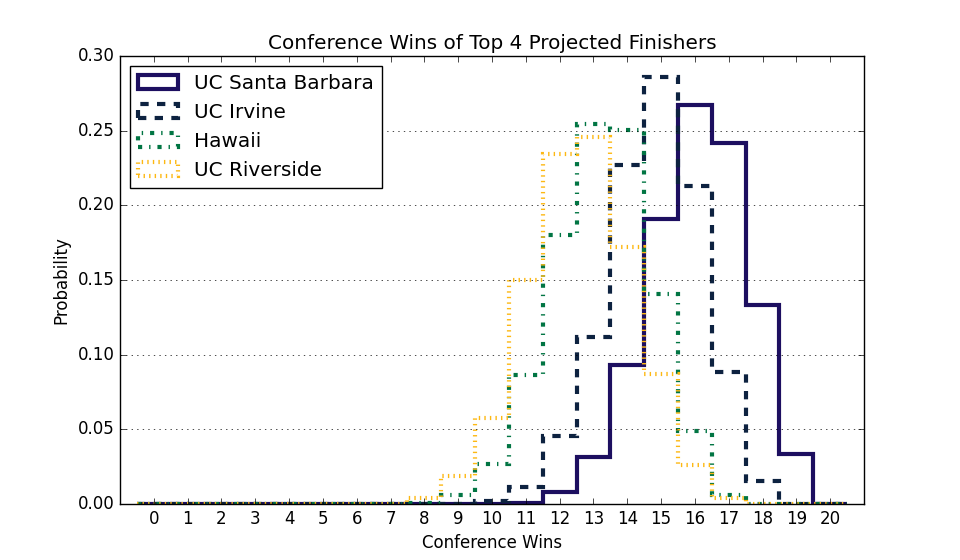 Conference Wins of Top 4 Projected Finishers
0.30
0.25
0.20
0.15
0.10
0.05
0.00
Probability
UC Santa Barbara
UC Irvine
Hawaii
UC Riverside
0 1 2 3 4 5 6 7 8 9 10 11 12 13 14 15 16 17 18 19 20
Conference Wins